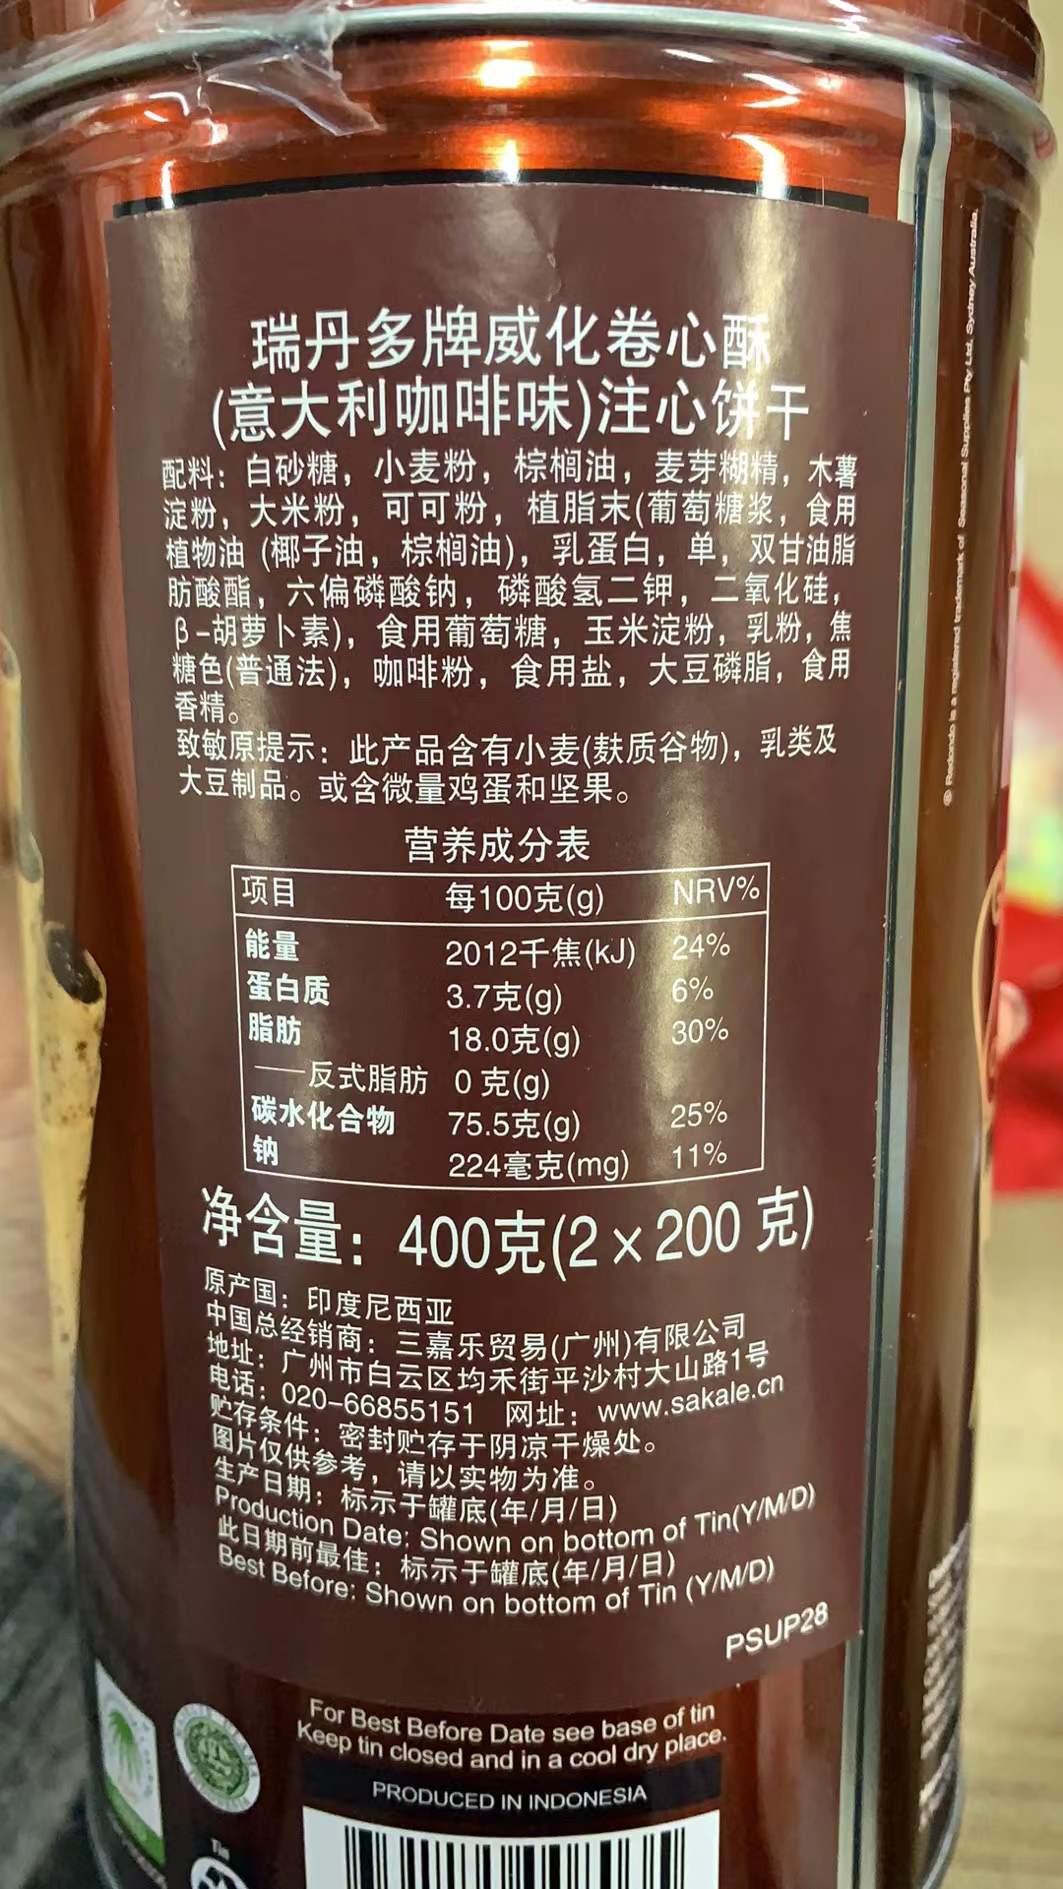 瑞丹多牌威化卷心酥
(意大利咖啡味)注心饼干
配料：白砂糖，小麦粉，棕榈油，麦芽糊精，木薯
淀粉，大米粉，可可粉，植脂末(葡萄糖浆，食用
植物油 (椰子油，棕榈油)，乳蛋白，单，双甘油脂
肪酸酯，六偏磷酸钠，磷酸氢二钾，二氧化硅，
β-胡萝卜素)，食用葡萄糖，玉米淀粉，乳粉，焦
糖色(普通法)，咖啡粉，食用盐，大豆磷脂，食用
香精。
致敏原提示：此产品含有小麦(麸质谷物)，乳类及
大豆制品。或含微量鸡蛋和坚果。
营养成分表
项目 每100克(g) NRV%
能量 2012千焦(kJ) 24%
蛋白质 3.7克(g) 6%
脂肪 18.0克(g) 30%
——反式脂肪 0 克(g)
碳水化合物 75.5克(g) 25%
钠 224毫克(mg) 11%
净含量：400克(2×200 克)
原产国：印度尼西亚
中国总经销商：三嘉乐贸易(广州)有限公司
地址：广州市白云区均禾街平沙村大山路1号
电话：020-66855151 网址：www.sakale.cn
贮存条件：密封贮存于阴凉干燥处。
图片仅供参考，请以实物为准。
生产日期：标示于罐底(年/月/日)
Production Date: Shown on bottom of Tin(Y/M/D)
此日期前最佳：标示于罐底(年/月/日)
Best Before: Shown on bottom of Tin (Y/M/D)
PSUP28
For Best Before Date see base of tin
Keep tin closed and in a cool dry place.
PRODUCED IN INDONESIA
Tin
® Redondo is a registered trademark of Seasonal Supplies Pty Ltd, Sydney Australia.